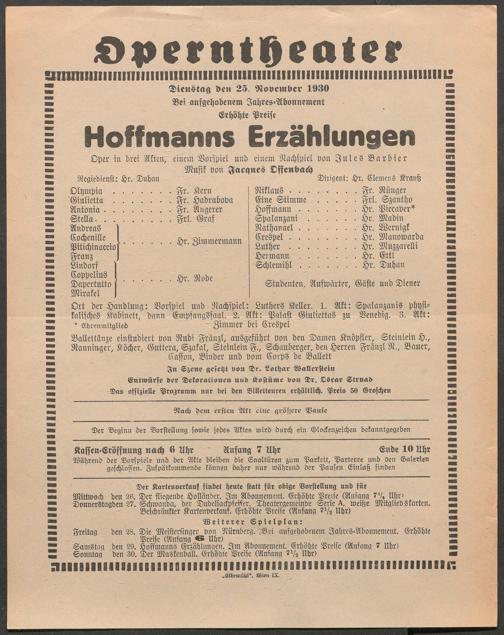 Operntheater
Dienstag den 25. November 1930
Bei aufgehobenem Jahres-Abonnement
Erhöhte Preise
Hoffmanns Erzählungen
Oper in drei Akten, einem Vorspiel und einem Nachspiel von Jules Barbier
Musik von Jacques Offenbach
Regiedienst: Hr. Duhan Dirigent: Hr. Clemens Krauß
Olympia . . . . . . . Fr. Kern
Giulietta . . . . . . . Fr. Hadrabova
Antonia . . . . . . . Fr. Angerer
Stella . . . . . . . Frl. Graf
Andreas
Cochenille
Pitichinaccio
Franz
Hr. Zimmermann
Lindorf
Coppelius
Dapertutto
Mirakel
Hr. Rode
Niklaus . . . . . . . Fr. Rünger
Eine Stimme . . . . . Frl. Szantho
Hoffmann . . . . . . Hr. Piccaver*
Spalanzani . . . . . . Hr. Madin
Nathanael . . . . . . Hr. Wernigk
Crespel . . . . . . . Hr. Manowarda
Luther . . . . . . . Hr. Muzzarelli
Hermann . . . . . . . Hr. Ettl
Schlemihl . . . . . . Hr. Duhan
Studenten, Aufwärter, Gäste und Diener
Ort der Handlung: Vorspiel und Nachspiel: Luthers Keller. 1. Akt: Spalanzanis physi-
kalisches Kabinett, dann Empfangssaal. 2. Akt: Palast Giuliettas zu Venedig. 3. Akt:
* Ehrenmitglied Zimmer bei Crespel
Ballettänze einstudiert von Rudi Fränzl, ausgeführt von den Damen Knöpfler, Steinlein H.,
Nanninger, Köcher, Guttera, Szakal, Steinlein F., Schanberger, den Herren Fränzl R., Bauer,
Casson, Binder und vom Corps de Ballett
In Szene gesetzt von Dr. Lothar Wallerstein
Entwürfe der Dekorationen und Kostüme von Dr. Oscar Strnad
Das offizielle Programm nur bei den Billetteuren erhältlich. Preis 50 Groschen
Nach dem ersten Akt eine größere Pause
Der Beginn der Vorstellung sowie jedes Aktes wird durch ein Glockenzeichen bekanntgegeben
Kassen-Eröffnung nach 6 Uhr Anfang 7 Uhr Ende 10 Uhr
Während der Vorspiele und der Akte bleiben die Saaltüren zum Parkett, Parterre und den Galerien
geschlossen. Zuspätkommende können daher nur während der Pausen Einlaß finden
Der Kartenverkauf findet heute statt für obige Vorstellung und für
Mittwoch den 26. Der fliegende Holländer. Im Abonnement. Erhöhte Preise (Anfang 7½ Uhr)
Donnerstag den 27. Schwanda, der Dudelsackpfeifer. Theatergemeinde Serie A, weiße Mitgliedskarten.
Beschränkter Kartenverkauf. Erhöhte Preise (Anfang 7½ Uhr)
Weiterer Spielplan:
Freitag den 28. Die Meistersinger von Nürnberg. Bei aufgehobenem Jahres-Abonnement. Erhöhte
Preise (Anfang 6 Uhr)
Samstag den 29. Hoffmanns Erzählungen. Im Abonnement. Erhöhte Preise (Anfang 7 Uhr)
Sonntag den 30. Der Maskenball. Erhöhte Preise (Anfang 7½ Uhr)
„Elbemühl“, Wien IX.